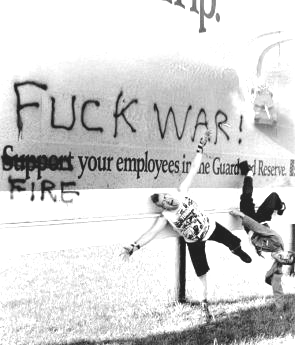 FUCK WAR!
Support your employees in the Guard and Reserve.
FIRE